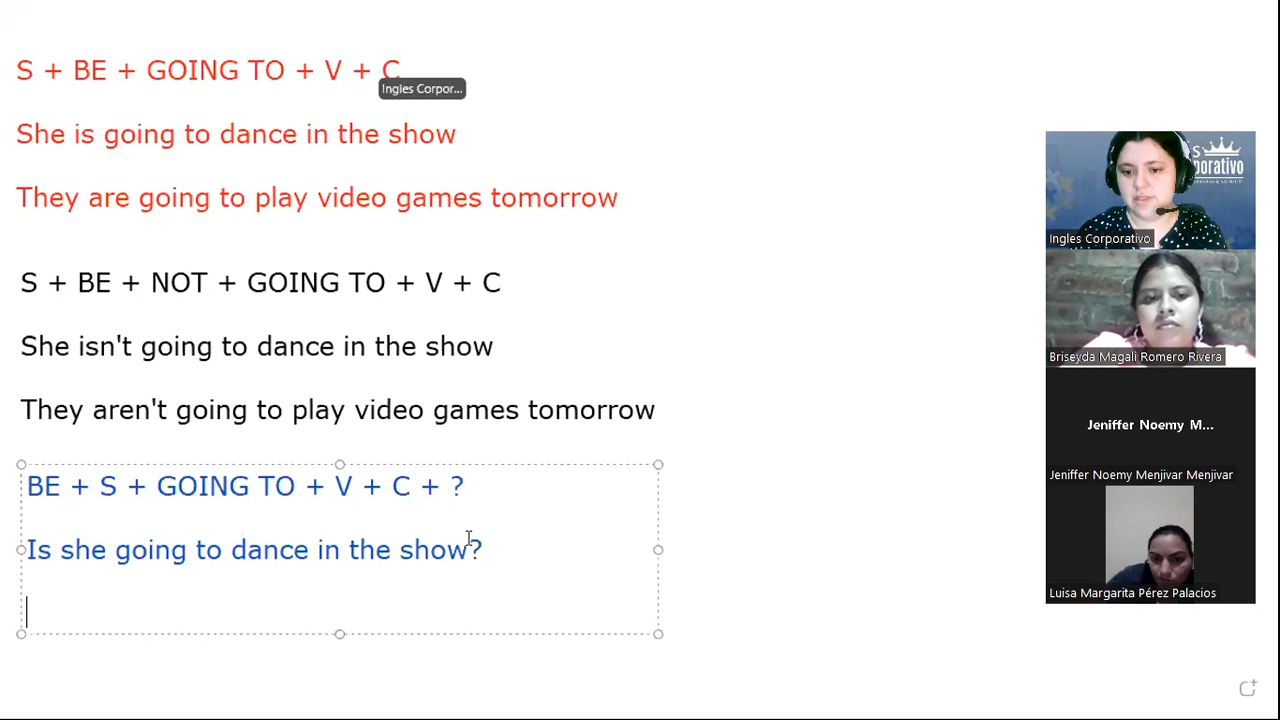 S + BE + GOING TO + V + C
Ingles Corpor...
She is going to dance in the show
They are going to play video games tomorrow
S + BE + NOT + GOING TO + V + C
She isn't going to dance in the show
They aren't going to play video games tomorrow
BE + S + GOING TO + V + C + ?
Is she going to dance in the show?
S
porativo
Ingles Corporativo
Briseyda Magali Romero Rivera
Jeniffer Noemy M...
Jeniffer Noemy Menjivar Menjivar
Luisa Margarita Pérez Palacios